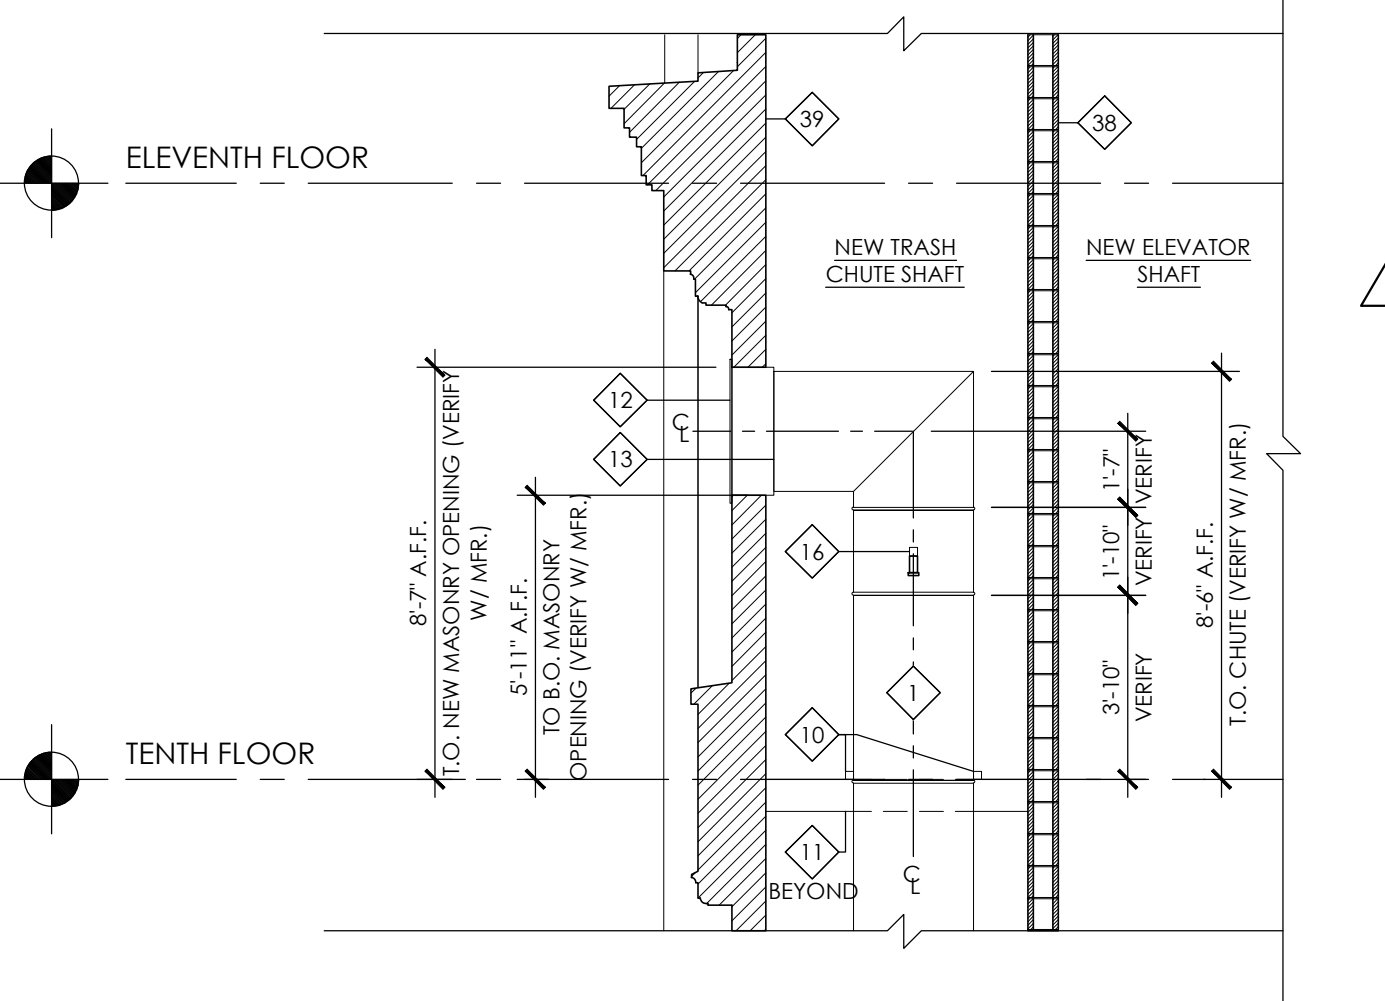 39
38
ELEVENTH FLOOR
NEW TRASH
CHUTE SHAFT
NEW ELEVATOR
SHAFT
12
CL
13
8'-7" A.F.F.
T.O. NEW MASONRY OPENING (VERIFY
W/ MFR.)
5'-11" A.F.F.
TO B.O. MASONRY
OPENING (VERIFY W/ MFR.)
16
1'-7"
VERIFY
1'-10"
VERIFY
3'-10"
VERIFY
8'-6" A.F.F.
T.O. CHUTE (VERIFY W/ MFR.)
1
10
TENTH FLOOR
11
BEYOND
CL